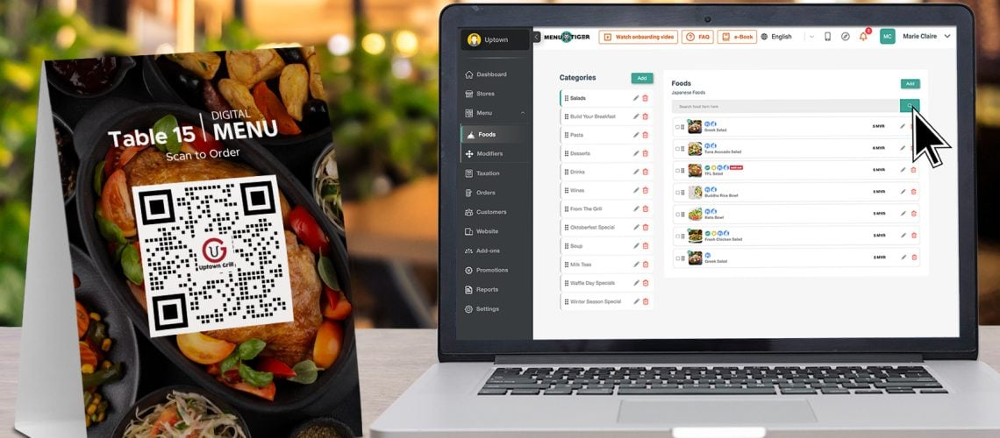 Table 15
DIGITAL
MENU
Scan to Order
Uptown Grill
Uptown
MENU TIGER
Watch onboarding video
FAQ
e-Book
English
2
MC
Marie Claire
Dashboard
Stores
Menu
Foods
Modifiers
Taxation
Orders
Customers
Website
Add-ons
Promotions
Reports
Settings
Categories
Add
Salads
Build Your Breakfast
Pasta
Desserts
Drinks
Wines
From The Grill
Oktoberfest Special
Soup
Milk Teas
Waffle Day Specials
Winter Season Special
Foods
Add
Japanese Foods
Search food item here
Greek Salad
5 MYR
Tuna Avocado Salad
6 MYR
TFL Salad
6 MYR
Buddha Rice Bowl
Keto Bowl
5 MYR
Fresh Chicken Salad
5 MYR
Greek Salad
5 MYR